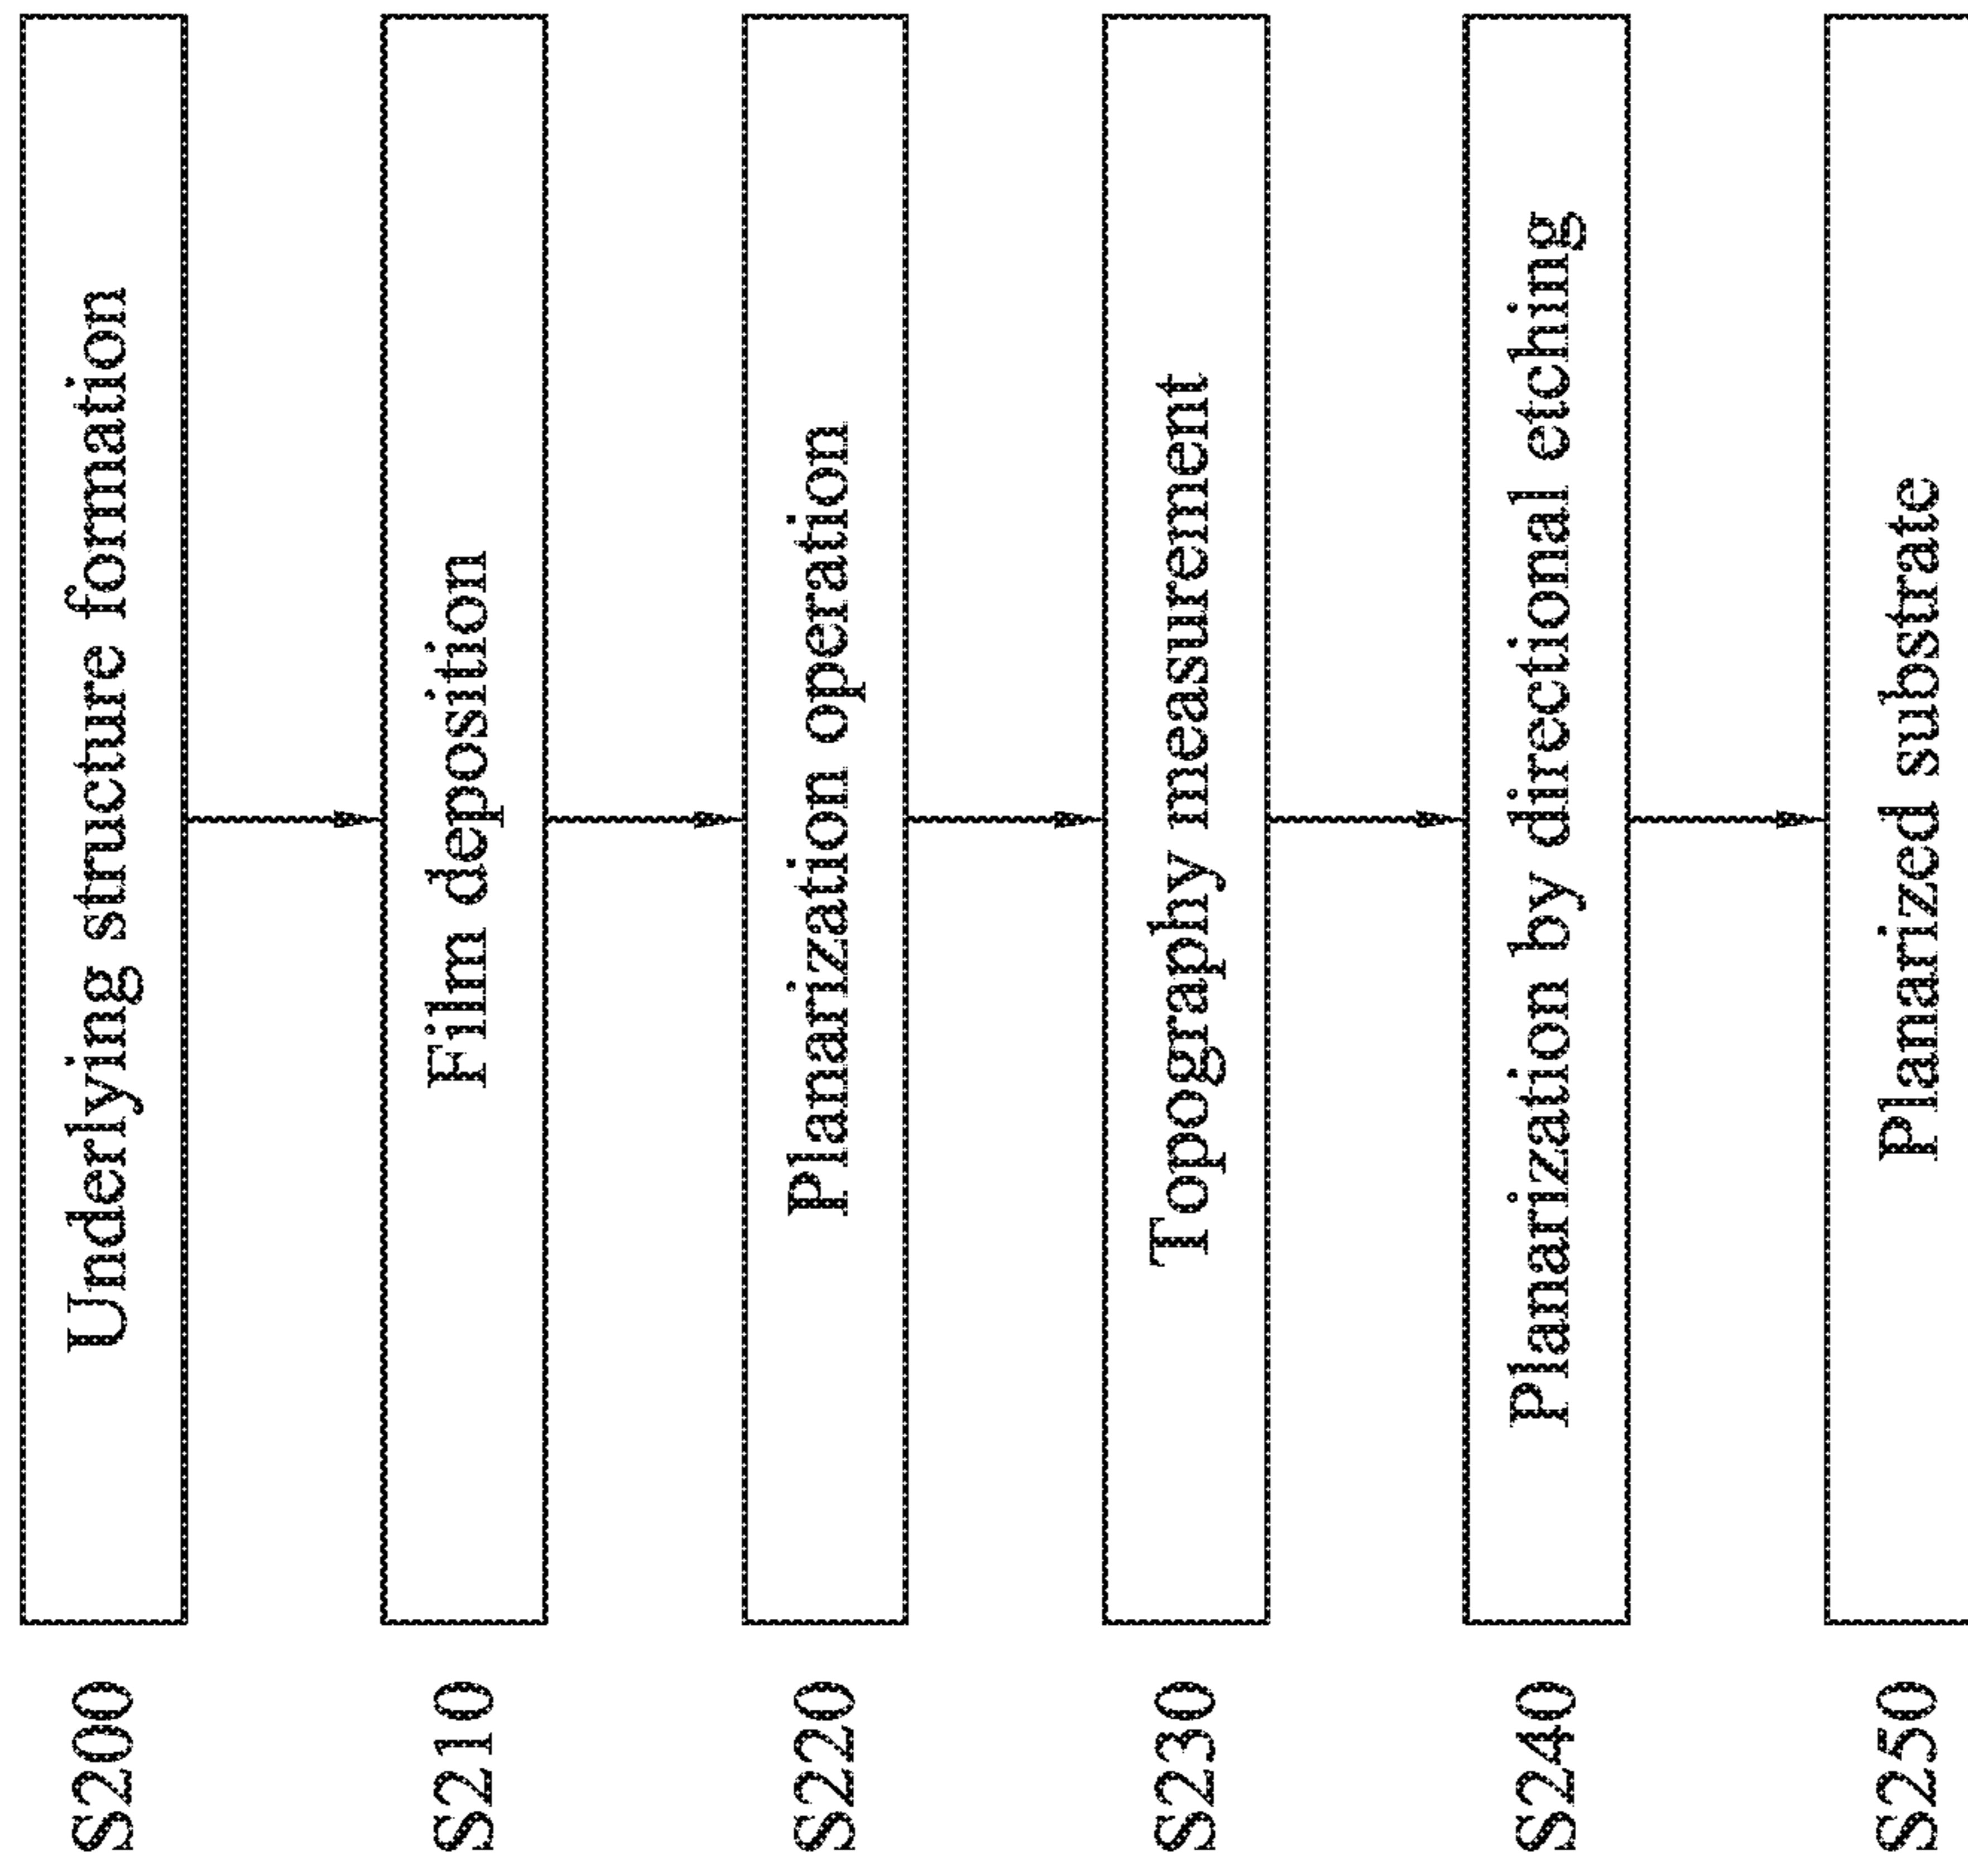 S200 Underlying structure formation
S210 Film deposition
S220 Planarization operation
S230 Topography measurement
S240 Planarization by directional etching
S250 Planarized substrate